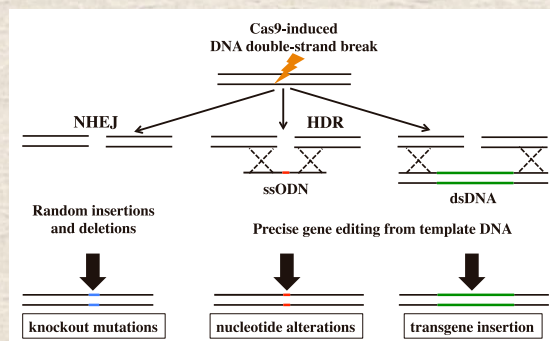 Cas9-induced
DNA double-strand break
NHEJ
HDR
ssODN
dsDNA
Random insertions
and deletions
Precise gene editing from template DNA
knockout mutations
nucleotide alterations
transgene insertion